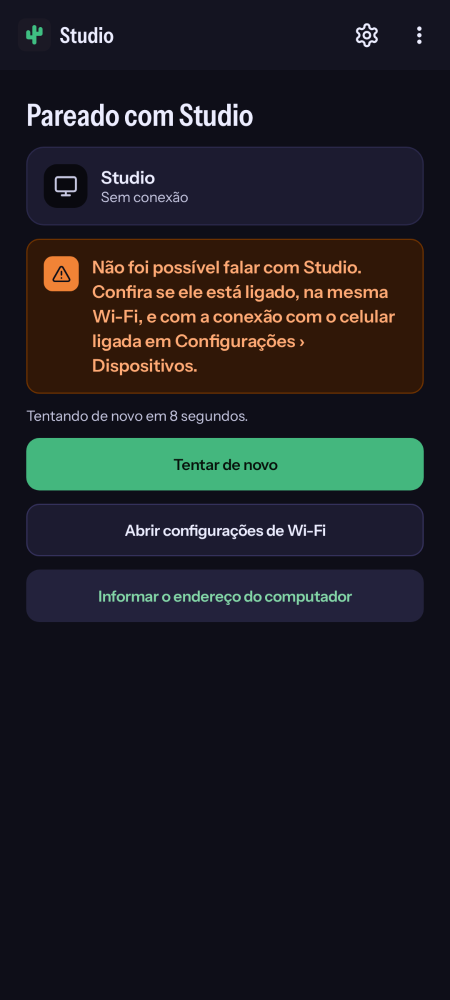 Studio
Pareado com Studio
Studio
Sem conexão
Não foi possível falar com Studio.
Confira se ele está ligado, na mesma
Wi-Fi, e com a conexão com o celular
ligada em Configurações ›
Dispositivos.
Tentando de novo em 8 segundos.
Tentar de novo
Abrir configurações de Wi-Fi
Informar o endereço do computador